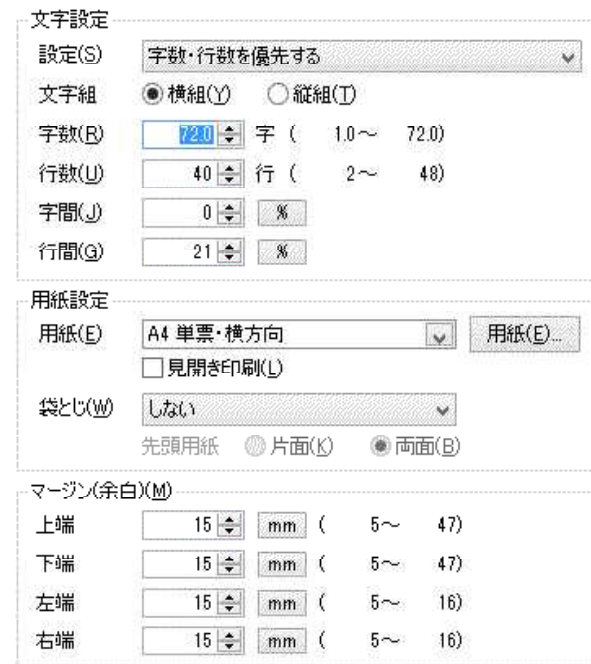 文字設定
設定(S) 字数・行数を優先する
文字組 横組(Y) 縦組(T)
字数(R) 72.0 字 ( 1.0～ 72.0)
行数(U) 40 行 ( 2～ 48)
字間(J) 0 %
行間(G) 21 %
用紙設定
用紙(E) A4 単票・横方向 用紙(E)...
見開き印刷(L)
袋とじ(W) しない
先頭用紙 片面(K) 両面(B)
マージン(余白)(M)
上端 15 mm ( 5～ 47)
下端 15 mm ( 5～ 47)
左端 15 mm ( 5～ 16)
右端 15 mm ( 5～ 16)